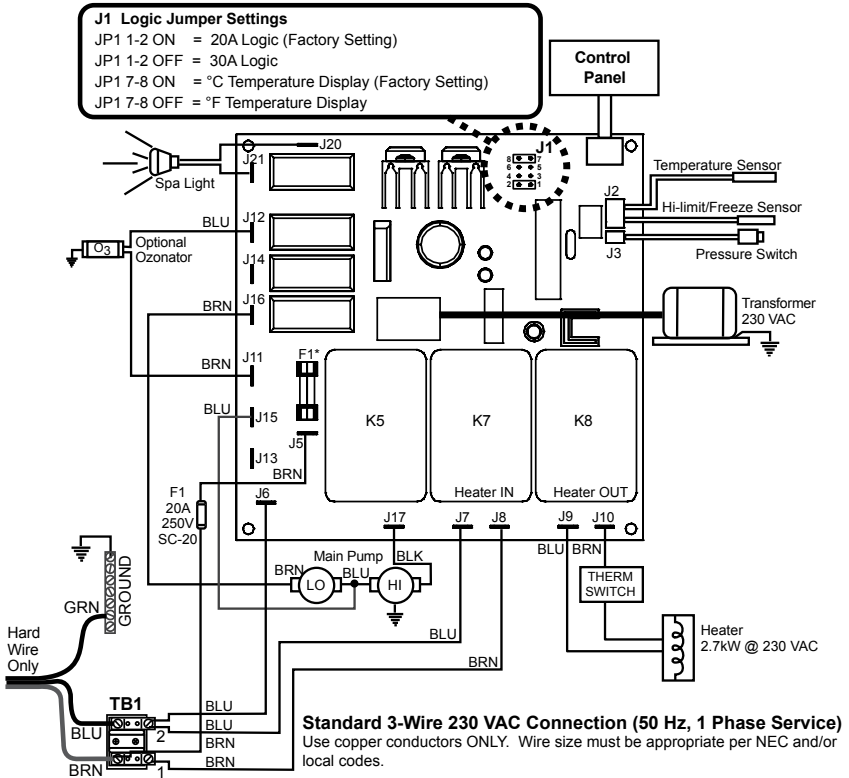 J1 Logic Jumper Settings
JP1 1-2 ON = 20A Logic (Factory Setting)
JP1 1-2 OFF = 30A Logic
JP1 7-8 ON = °C Temperature Display (Factory Setting)
JP1 7-8 OFF = °F Temperature Display
Control
Panel
J20
J21
Spa Light
J1
8 7
6 5
4 3
2 1
Temperature Sensor
J2
Hi-limit/Freeze Sensor
J3
Pressure Switch
BLU
J12
O3
Optional
Ozonator
J14
BRN
J16
Transformer
230 VAC
BRN
J11
F1*
BLU
J15
J5
J13
BRN
K5
K7
K8
Heater IN
Heater OUT
F1
20A
250V
SC-20
J6
J17
J7
J8
J9
J10
BLU
BRN
Main Pump
BLK
BRN
LO
BLU
HI
THERM
SWITCH
GROUND
GRN
Hard
Wire
Only
BLU
BRN
Heater
2.7kW @ 230 VAC
TB1
BLU
BLU
BLU
2
BRN
BRN
BRN
1
Standard 3-Wire 230 VAC Connection (50 Hz, 1 Phase Service)
Use copper conductors ONLY. Wire size must be appropriate per NEC and/or
local codes.